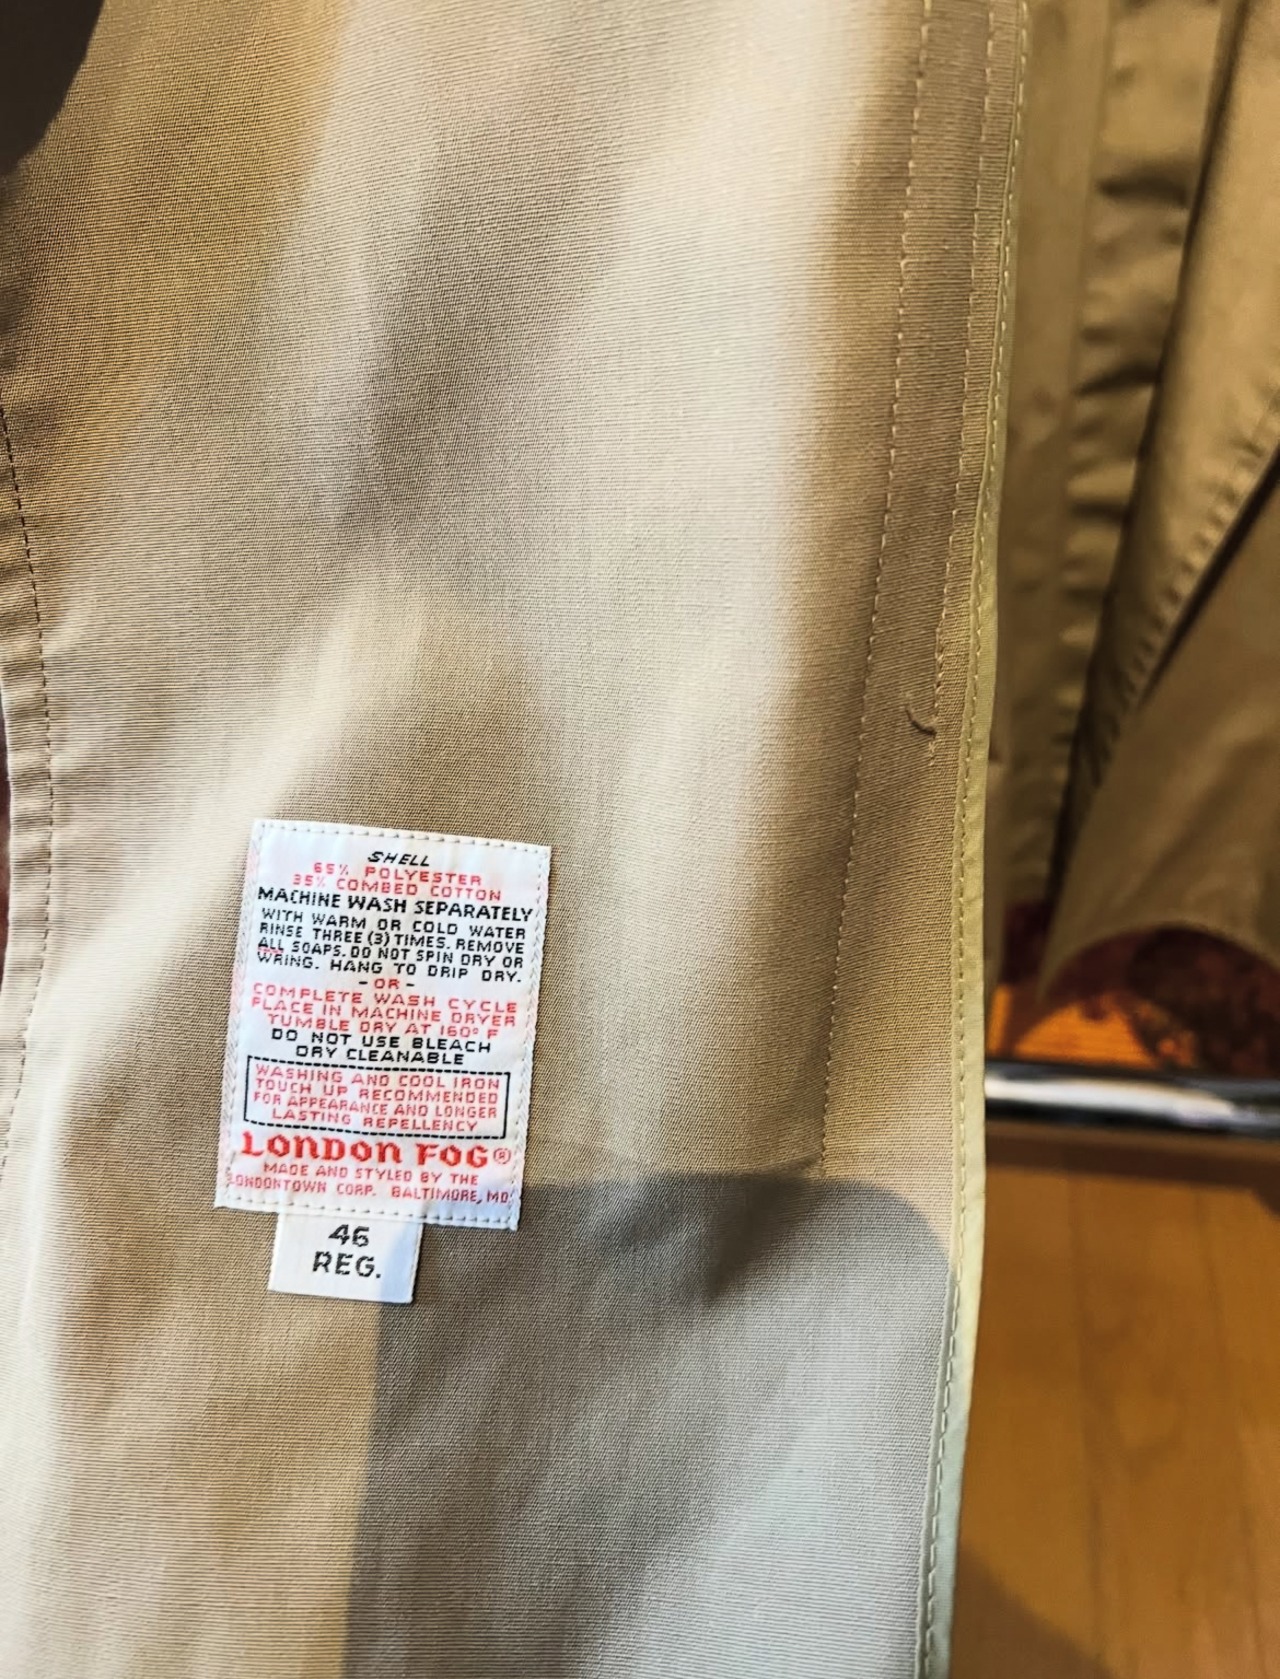 SHELL
65% POLYESTER
35% COMBED COTTON
MACHINE WASH SEPARATELY
WITH WARM OR COLD WATER
RINSE THREE (3) TIMES. REMOVE
ALL SOAPS. DO NOT SPIN DRY OR
WRING. HANG TO DRIP DRY.
- OR -
COMPLETE WASH CYCLE
PLACE IN MACHINE DRYER
TUMBLE DRY AT 160° F
DO NOT USE BLEACH
DRY CLEANABLE
WASHING AND COOL IRON
TOUCH UP RECOMMENDED
FOR APPEARANCE AND LONGER
LASTING REPELLENCY
LONDON FOG®
MADE AND STYLED BY THE
LONDONTOWN CORP. BALTIMORE, MD.
46
REG.